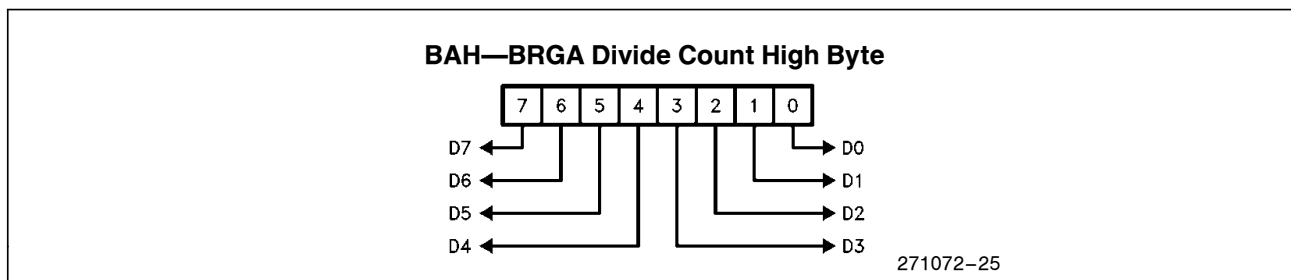 BAH—BRGA Divide Count High Byte
7 6 5 4 3 2 1 0
D7 D0
D6 D1
D5 D2
D4 D3
271072–25